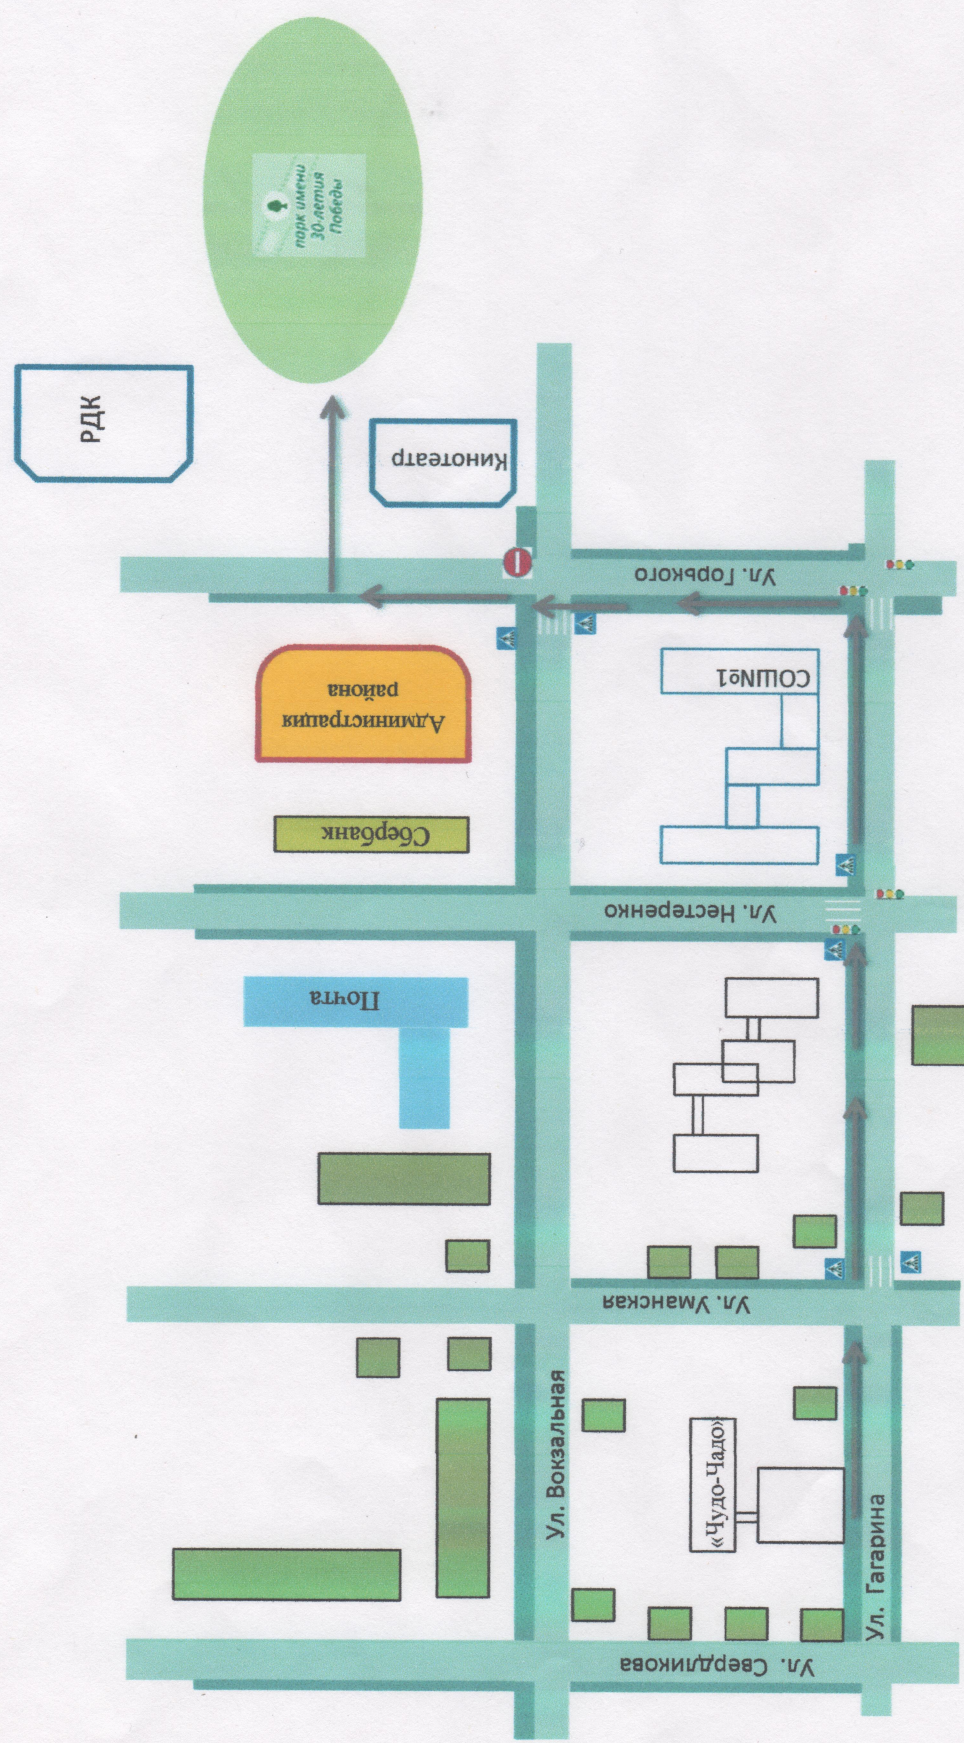 парк имени
30-летия
Победы
РДК
Кинотеатр
Ул. Горького
Администрация
района
СОШ№1
Сбербанк
Ул. Нестеренко
Почта
Ул. Уманская
Ул. Вокзальная
«Чудо-Чадо»
Ул. Гагарина
Ул. Свердликова